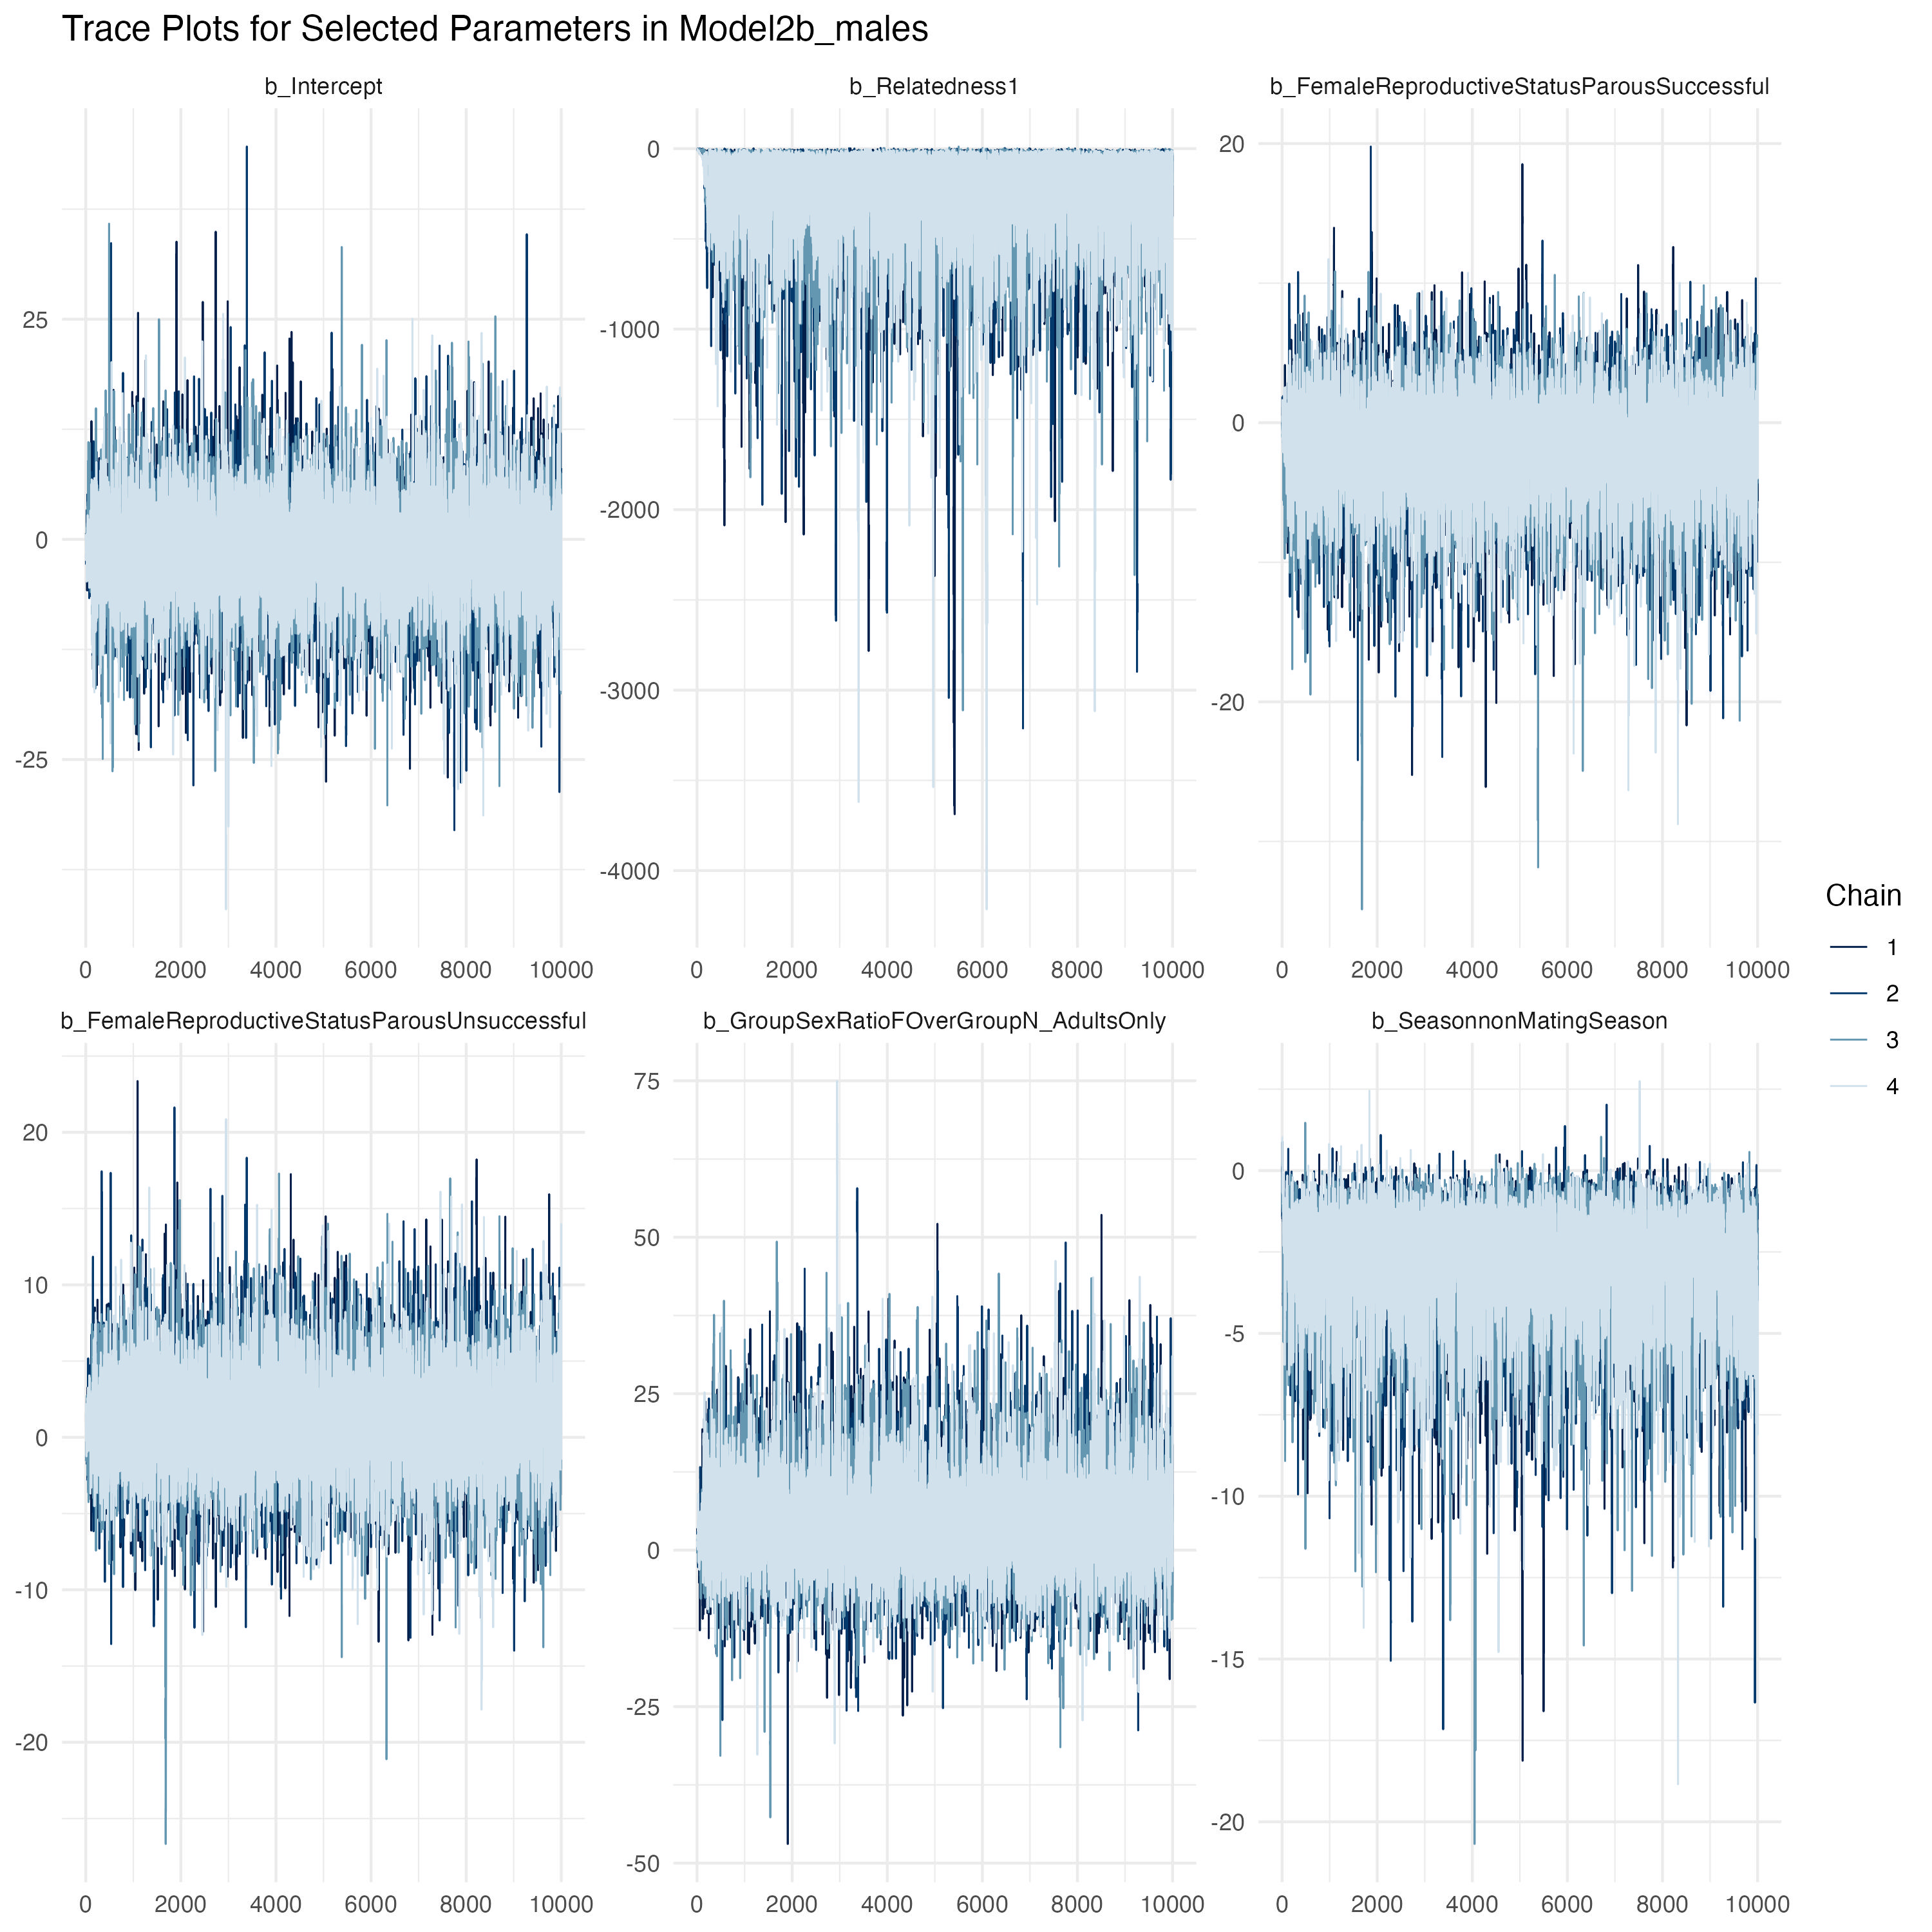 Trace Plots for Selected Parameters in Model2b_males
b_Intercept
b_Relatedness1
b_FemaleReproductiveStatusParousSuccessful
25
0
-25
0
-1000
-2000
-3000
-4000
20
0
-20
0 2000 4000 6000 8000 10000
0 2000 4000 6000 8000 10000
0 2000 4000 6000 8000 10000
b_FemaleReproductiveStatusParousUnsuccessful
b_GroupSexRatioFOverGroupN_AdultsOnly
b_SeasonnonMatingSeason
20
10
0
-10
-20
75
50
25
0
-25
-50
0
-5
-10
-15
-20
0 2000 4000 6000 8000 10000
0 2000 4000 6000 8000 10000
0 2000 4000 6000 8000 10000
Chain
1
2
3
4